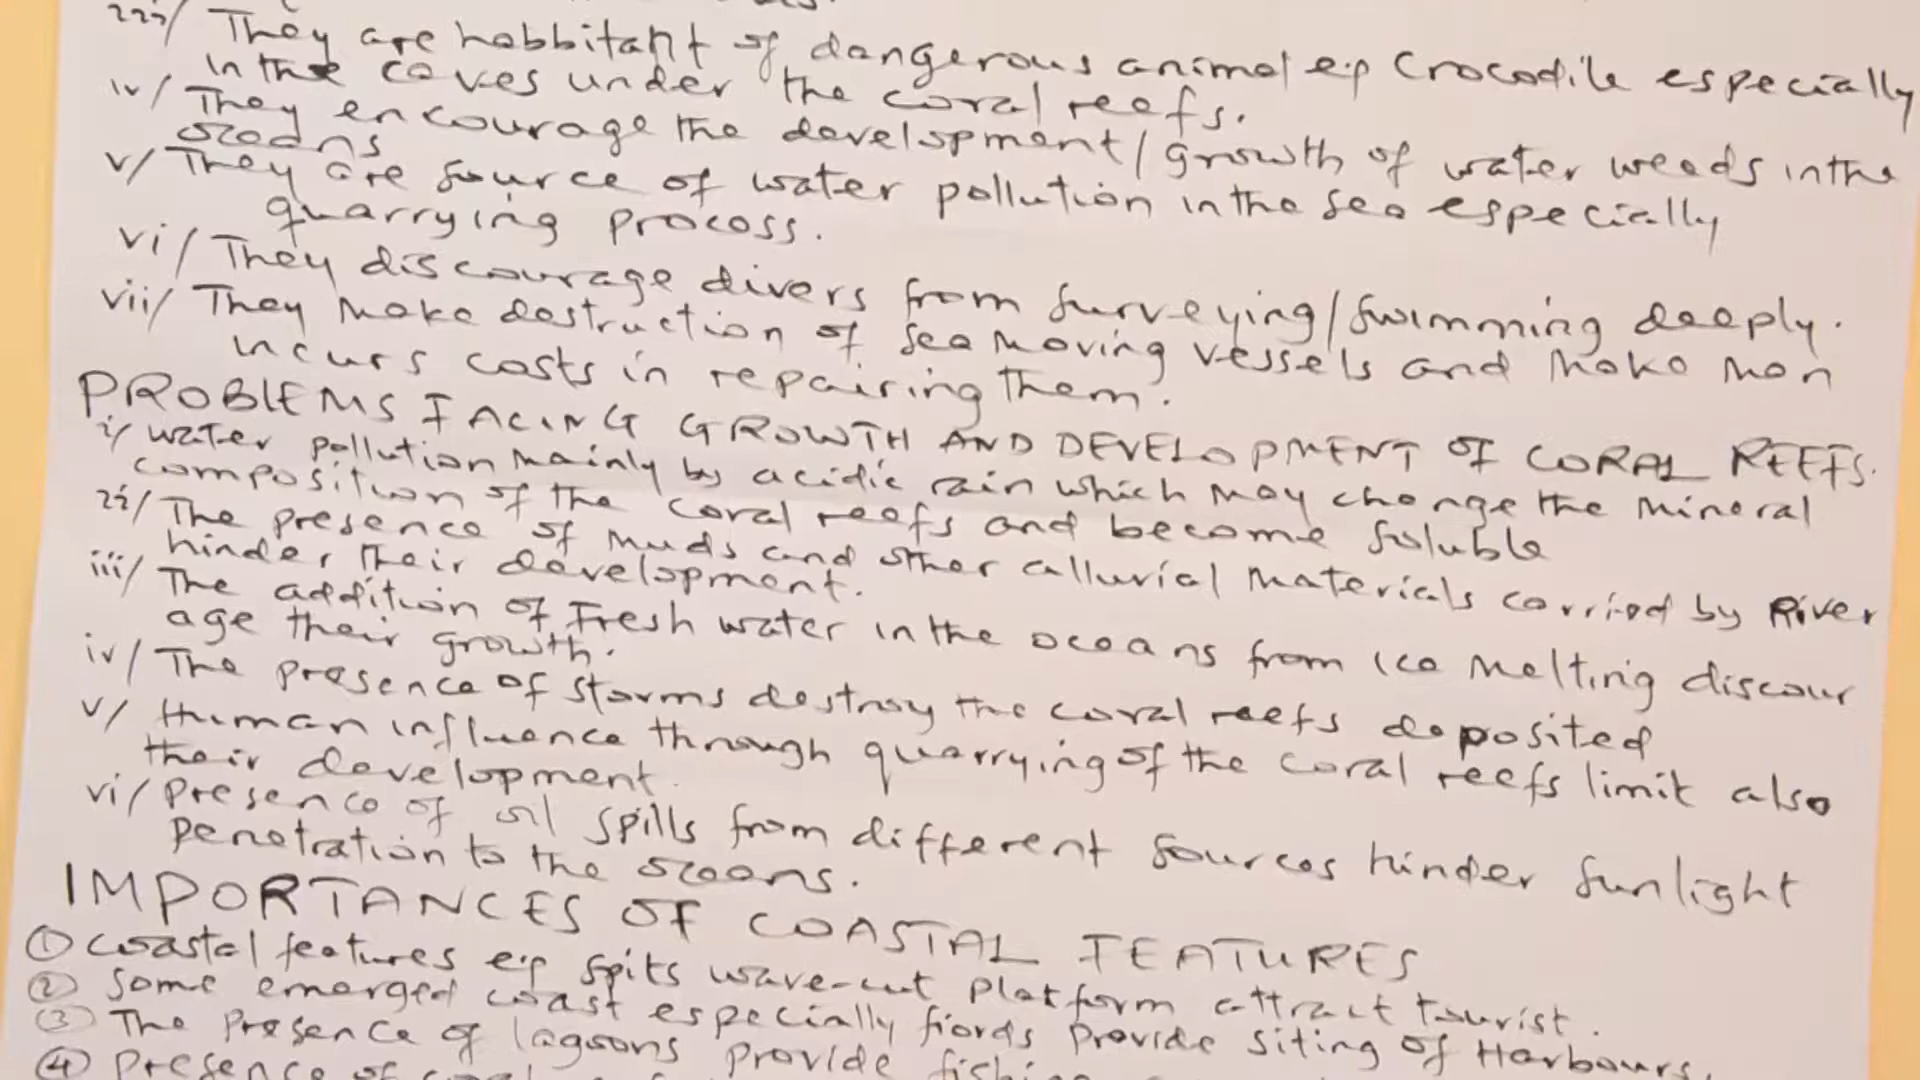 iii/ They are habbitant of dangerous animal eg Crocodile especially
in the caves under the coral reefs.
iv/ They encourage the development/growth of water weeds in the
oceans
v/ They are source of water pollution in the sea especially
quarrying process.
vi/ They discourage divers from surveying/swimming deeply.
vii/ They make destruction of sea moving vessels and make man
incurs costs in repairing them.
PROBLEMS FACING GROWTH AND DEVELOPMENT OF CORAL REEFS.
i/ water pollution mainly by acidic rain which may change the mineral
composition of the coral reefs and become soluble
ii/ The presence of muds and other alluvial materials carried by River
hinder their development.
iii/ The addition of Fresh water in the oceans from ice melting discour
age their growth.
iv/ The presence of storms destroy the coral reefs deposited
v/ Human influence through quarrying of the coral reefs limit also
their development.
vi/ Presence of oil spills from different sources hinder sunlight
penetration to the oceans.
IMPORTANCES OF COASTAL FEATURES
① Coastal features eg spits wave-cut platform attract tourist.
② Some emerged coast especially fiords provide siting of Harbours.
③ The presence of lagoons provide fishing
④ Presence of